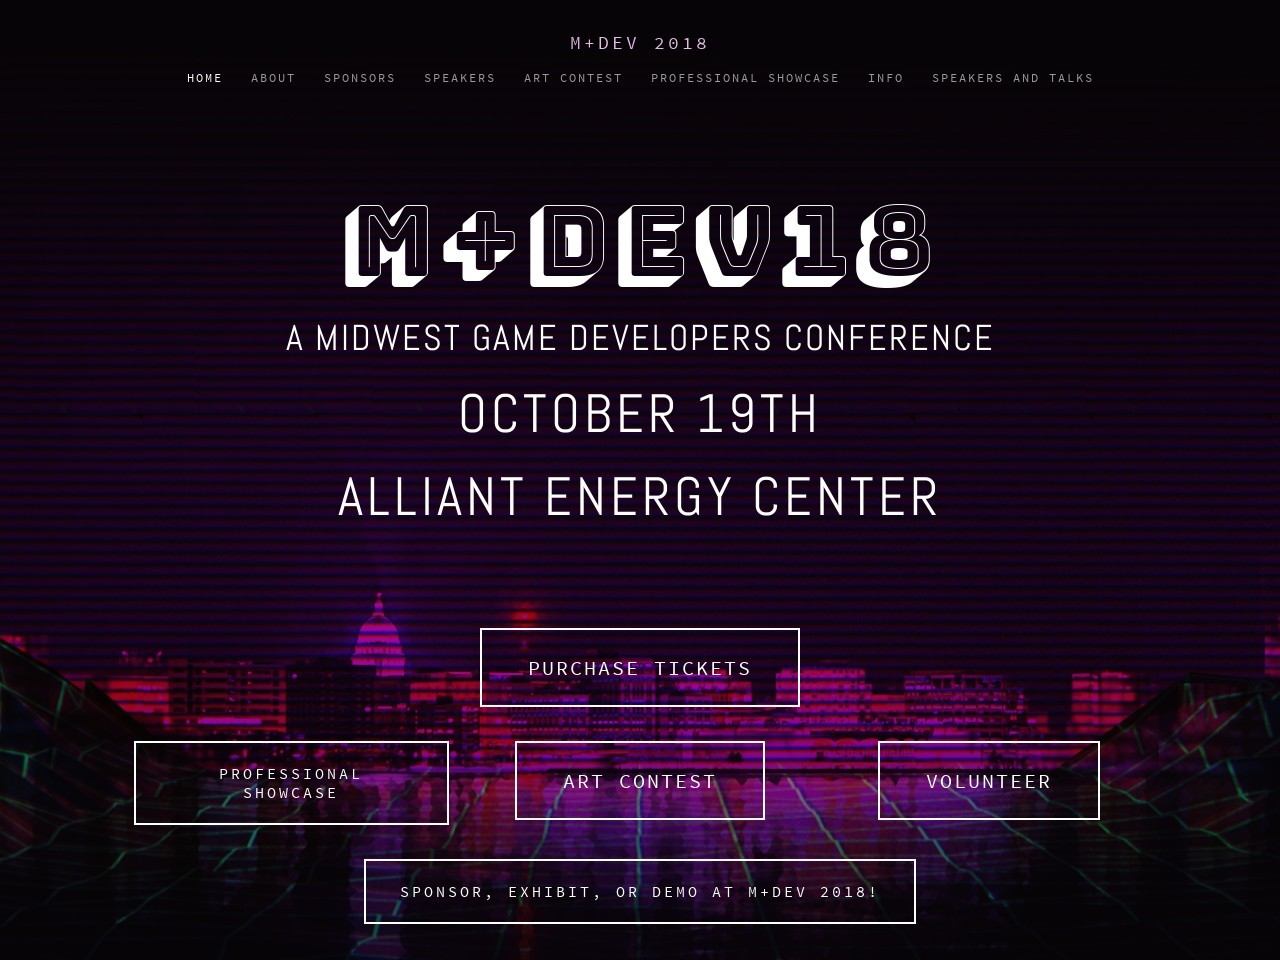 M+DEV 2018
HOME ABOUT SPONSORS SPEAKERS ART CONTEST PROFESSIONAL SHOWCASE INFO SPEAKERS AND TALKS
M+DEV18
A MIDWEST GAME DEVELOPERS CONFERENCE
OCTOBER 19TH
ALLIANT ENERGY CENTER
PURCHASE TICKETS
PROFESSIONAL
SHOWCASE
ART CONTEST
VOLUNTEER
SPONSOR, EXHIBIT, OR DEMO AT M+DEV 2018!